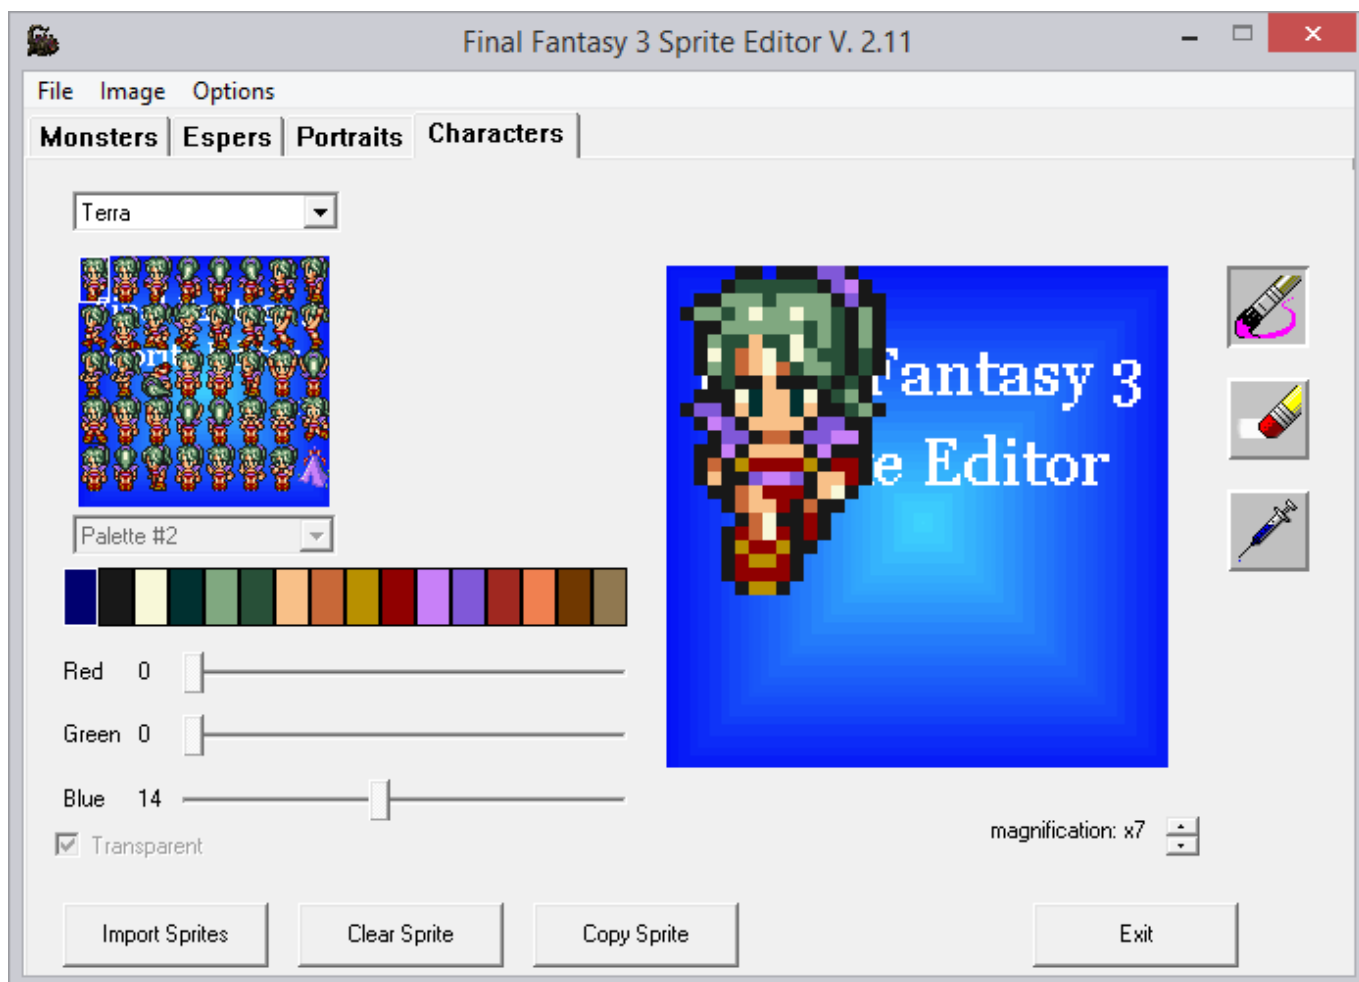 Final Fantasy 3 Sprite Editor V. 2.11
File Image Options
Monsters Espers Portraits Characters
Terra
Fantasy 3
Editor
Palette #2
Red 0
Green 0
Blue 14
Transparent
magnification: x7
Import Sprites Clear Sprite Copy Sprite Exit